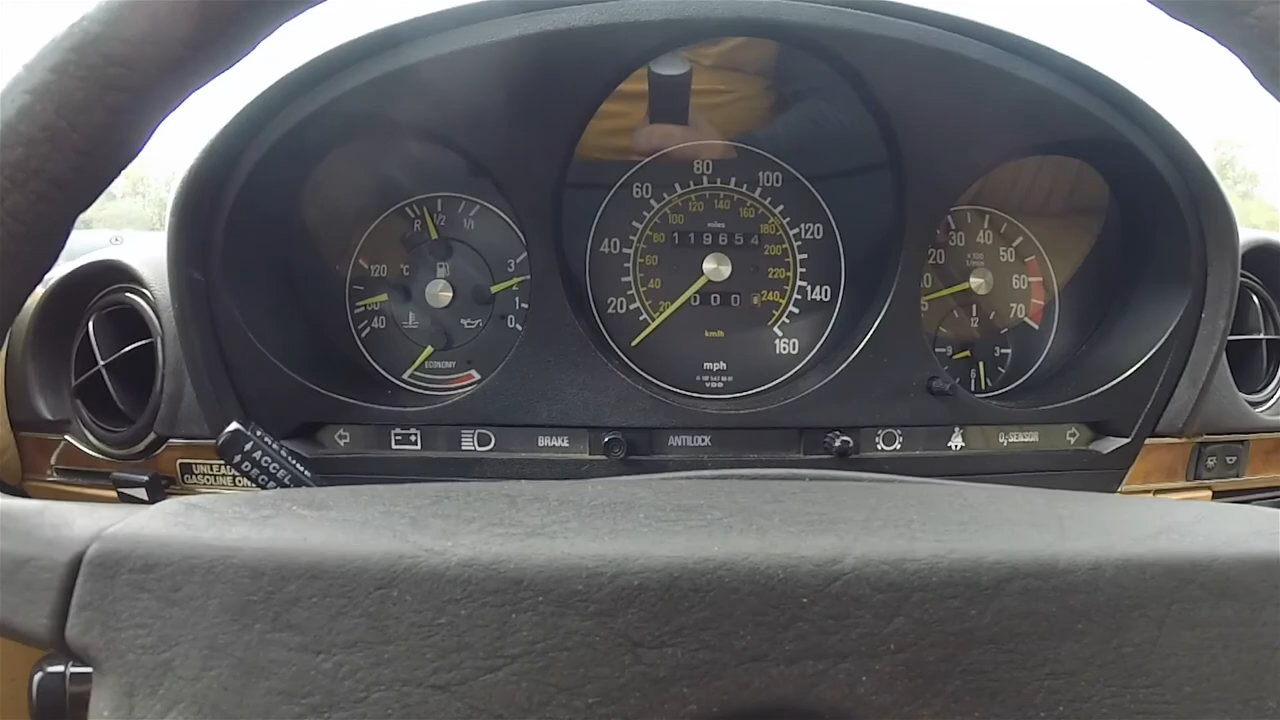 R 1/2 1/1
120 °C
80
40
3
2
1
0
ECONOMY
20 40 60 80 100 120 140 160
20 40 60 80 100 120 140 160 180 200 220 240
miles
119654
000
km/h
mph
VDO
20 30 40 50 60 70
x100
1/min
12
3
6
9
BRAKE
ANTILOCK
O₂-SENSOR
UNLEADE
GASOLINE ON
ACCEL
DECE